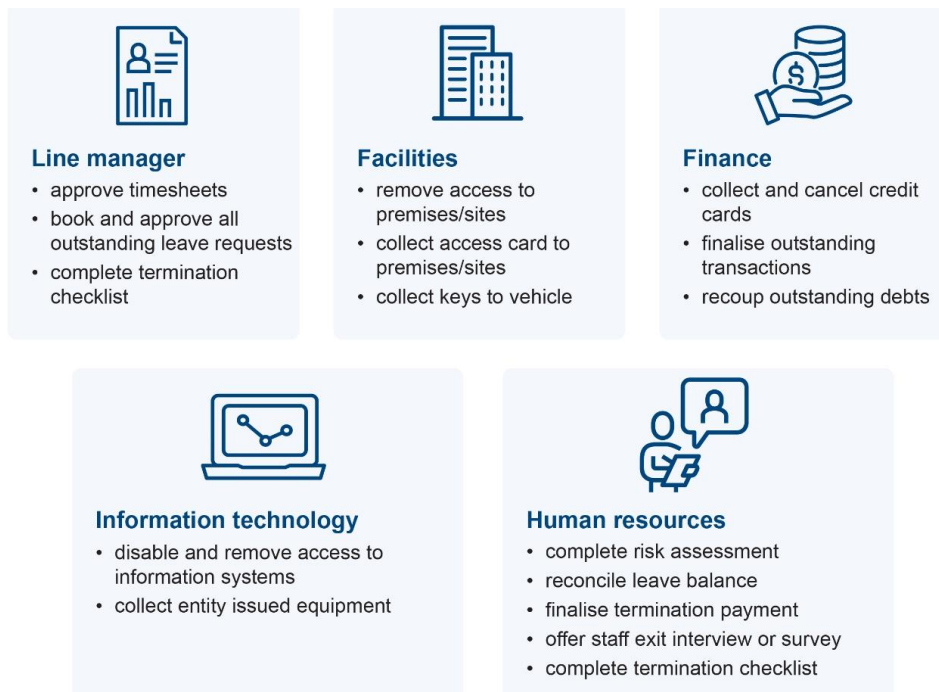 Line manager
• approve timesheets
• book and approve all
outstanding leave requests
• complete termination
checklist
Facilities
• remove access to
premises/sites
• collect access card to
premises/sites
• collect keys to vehicle
$
Finance
• collect and cancel credit
cards
• finalise outstanding
transactions
• recoup outstanding debts
Information technology
• disable and remove access to
information systems
• collect entity issued equipment
Human resources
• complete risk assessment
• reconcile leave balance
• finalise termination payment
• offer staff exit interview or survey
• complete termination checklist